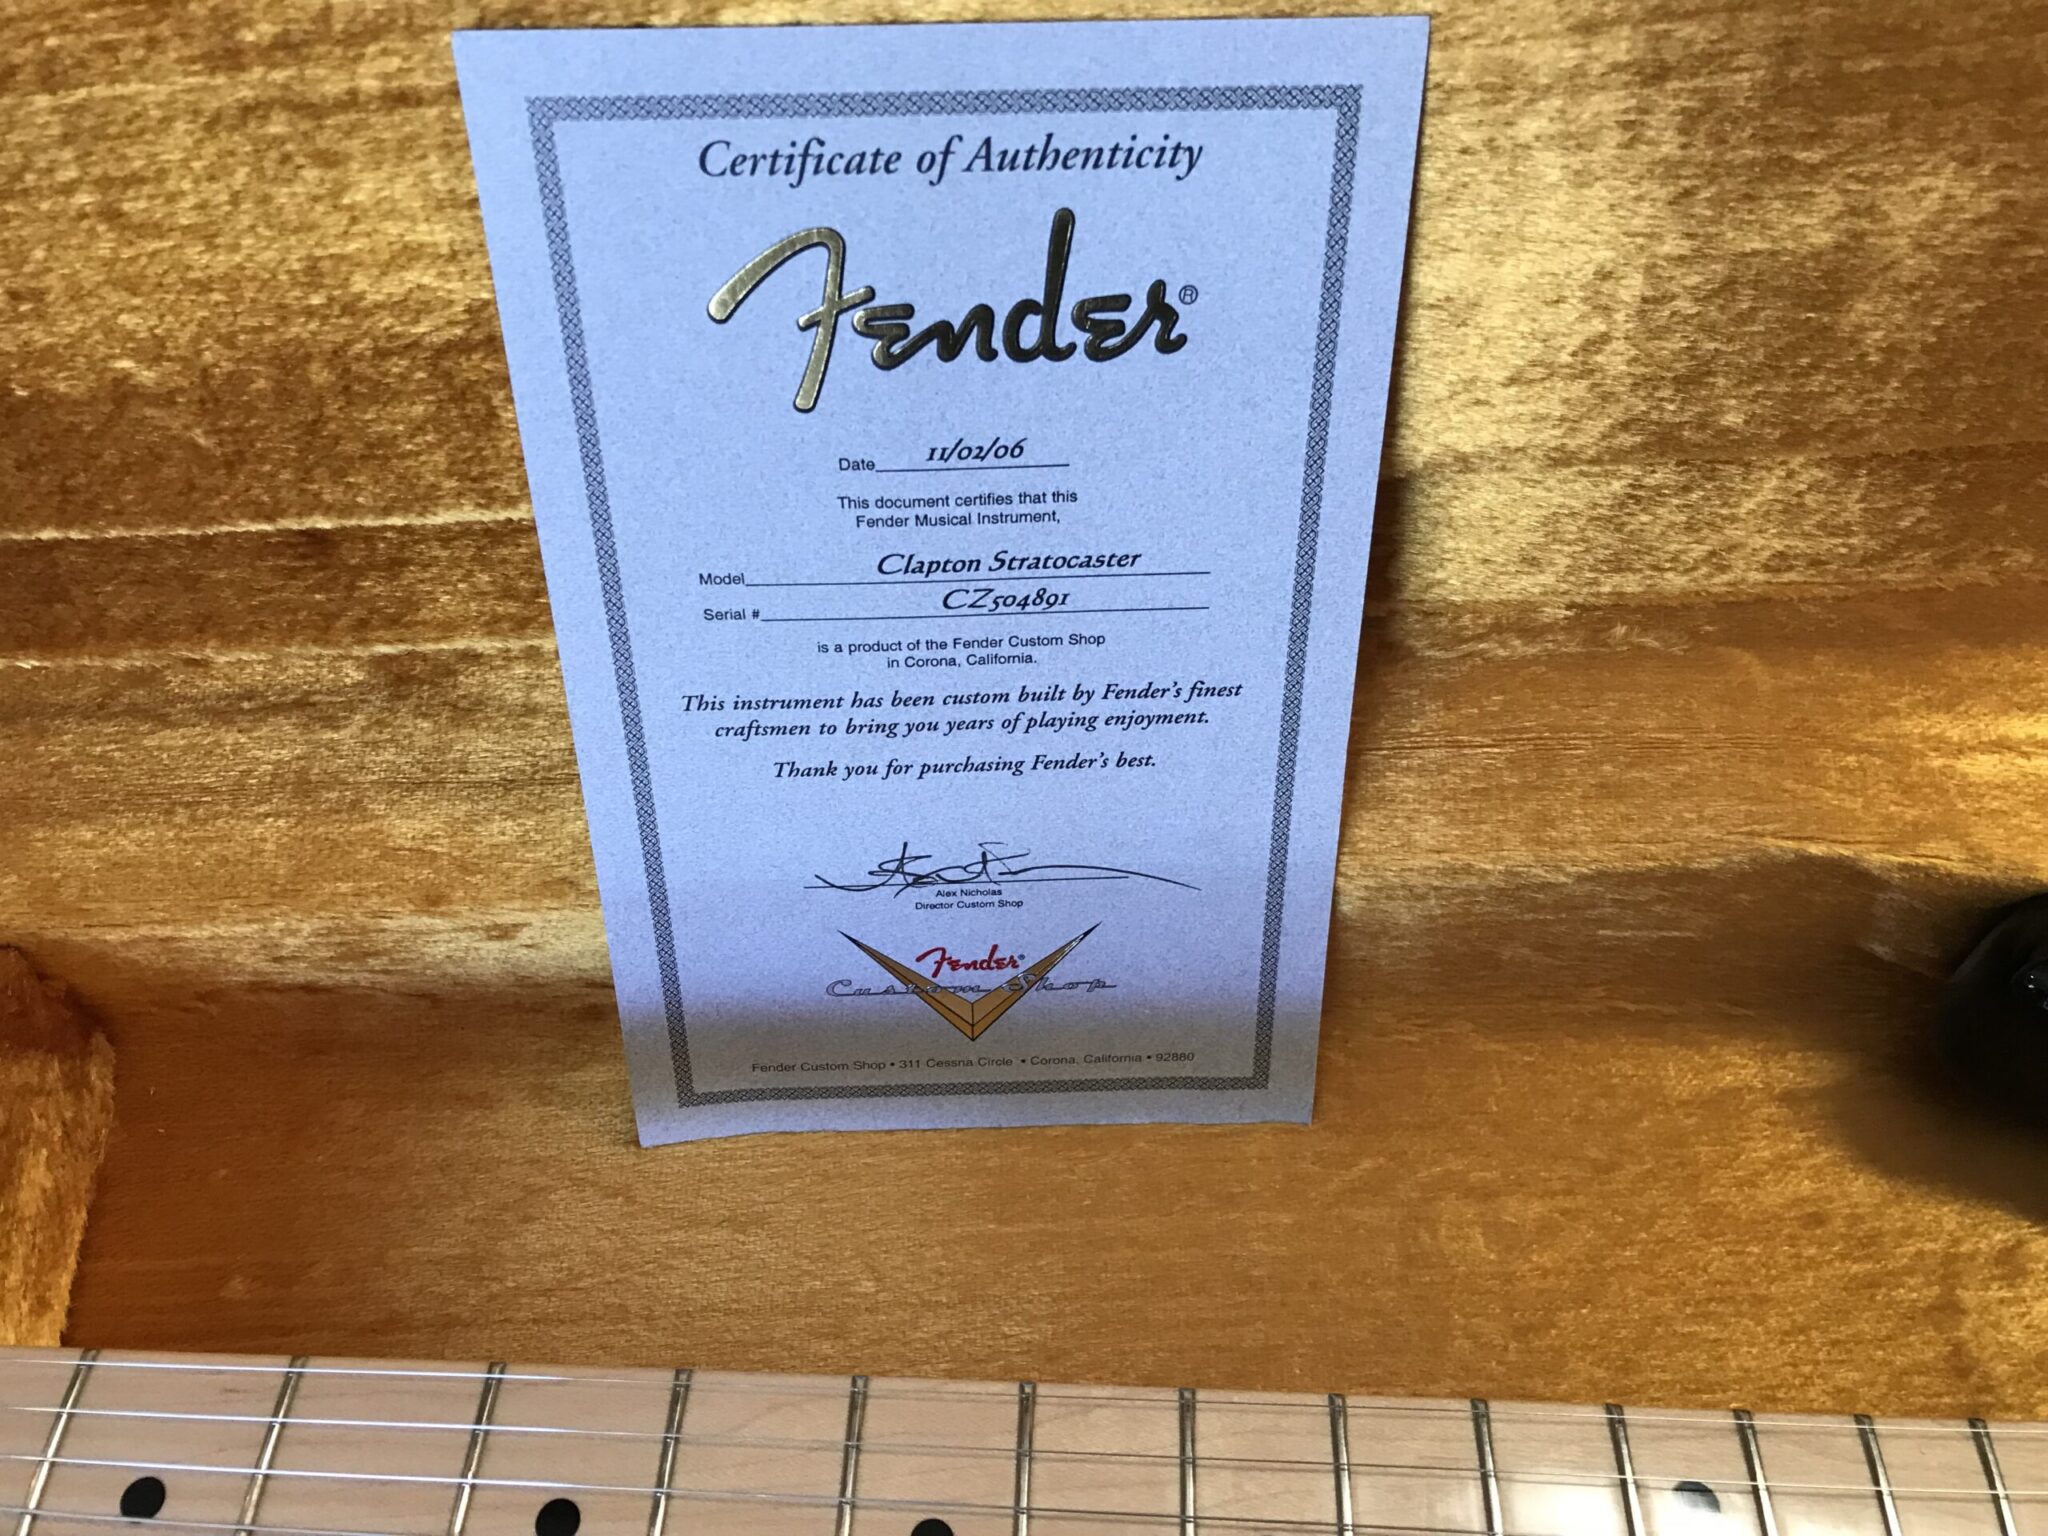 Certificate of Authenticity
Fender®
Date 11/02/06
This document certifies that this
Fender Musical Instrument,
Model Clapton Stratocaster
Serial # CZ504891
is a product of the Fender Custom Shop
in Corona, California.
This instrument has been custom built by Fender's finest
craftsmen to bring you years of playing enjoyment.
Thank you for purchasing Fender's best.
Alex Nicholas
Director Custom Shop
Fender®
Custom Shop
Fender Custom Shop • 311 Cessna Circle • Corona, California • 92880